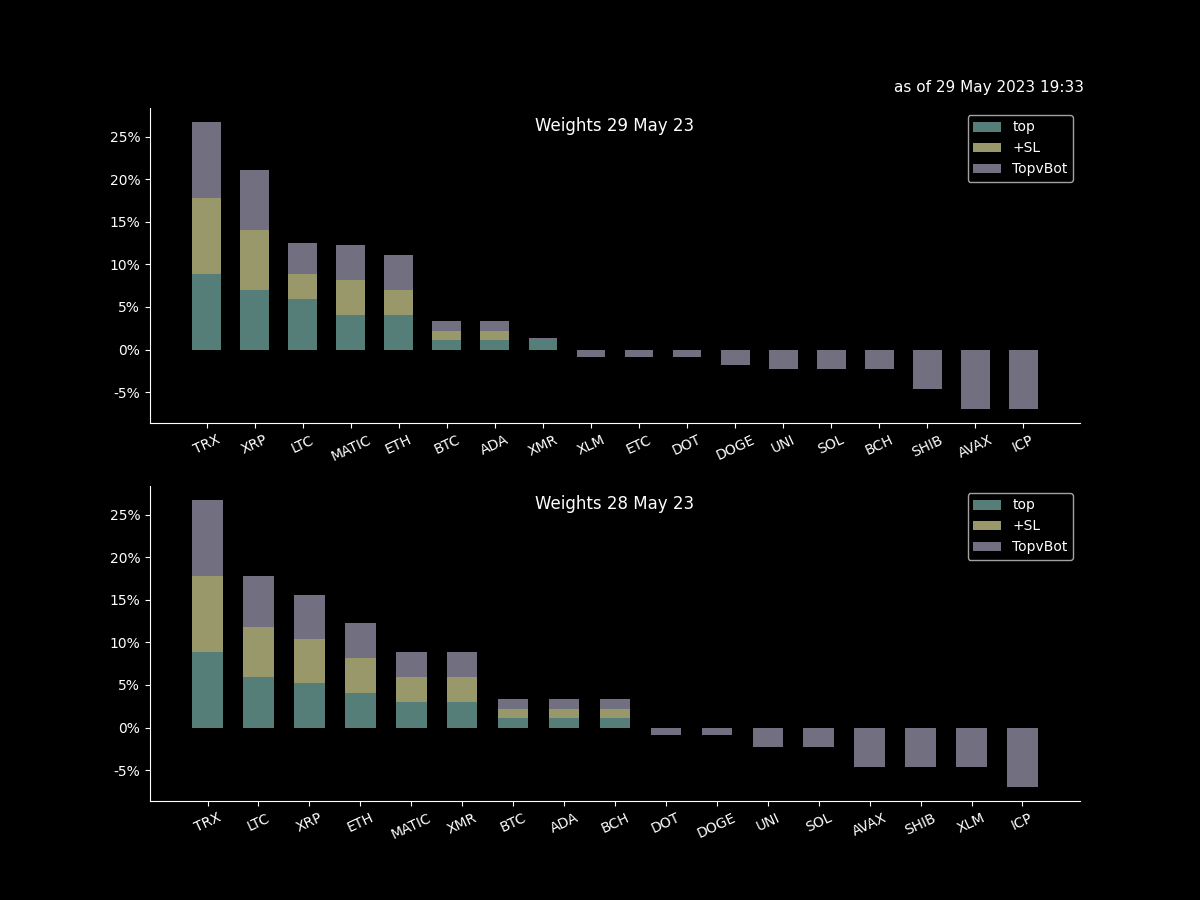 as of 29 May 2023 19:33
Weights 29 May 23
top
+SL
TopvBot
25%
20%
15%
10%
5%
0%
-5%
TRX XRP LTC MATIC ETH BTC ADA XMR XLM ETC DOT DOGE UNI SOL BCH SHIB AVAX ICP
Weights 28 May 23
top
+SL
TopvBot
25%
20%
15%
10%
5%
0%
-5%
TRX LTC XRP ETH MATIC XMR BTC ADA BCH DOT DOGE UNI SOL AVAX SHIB XLM ICP